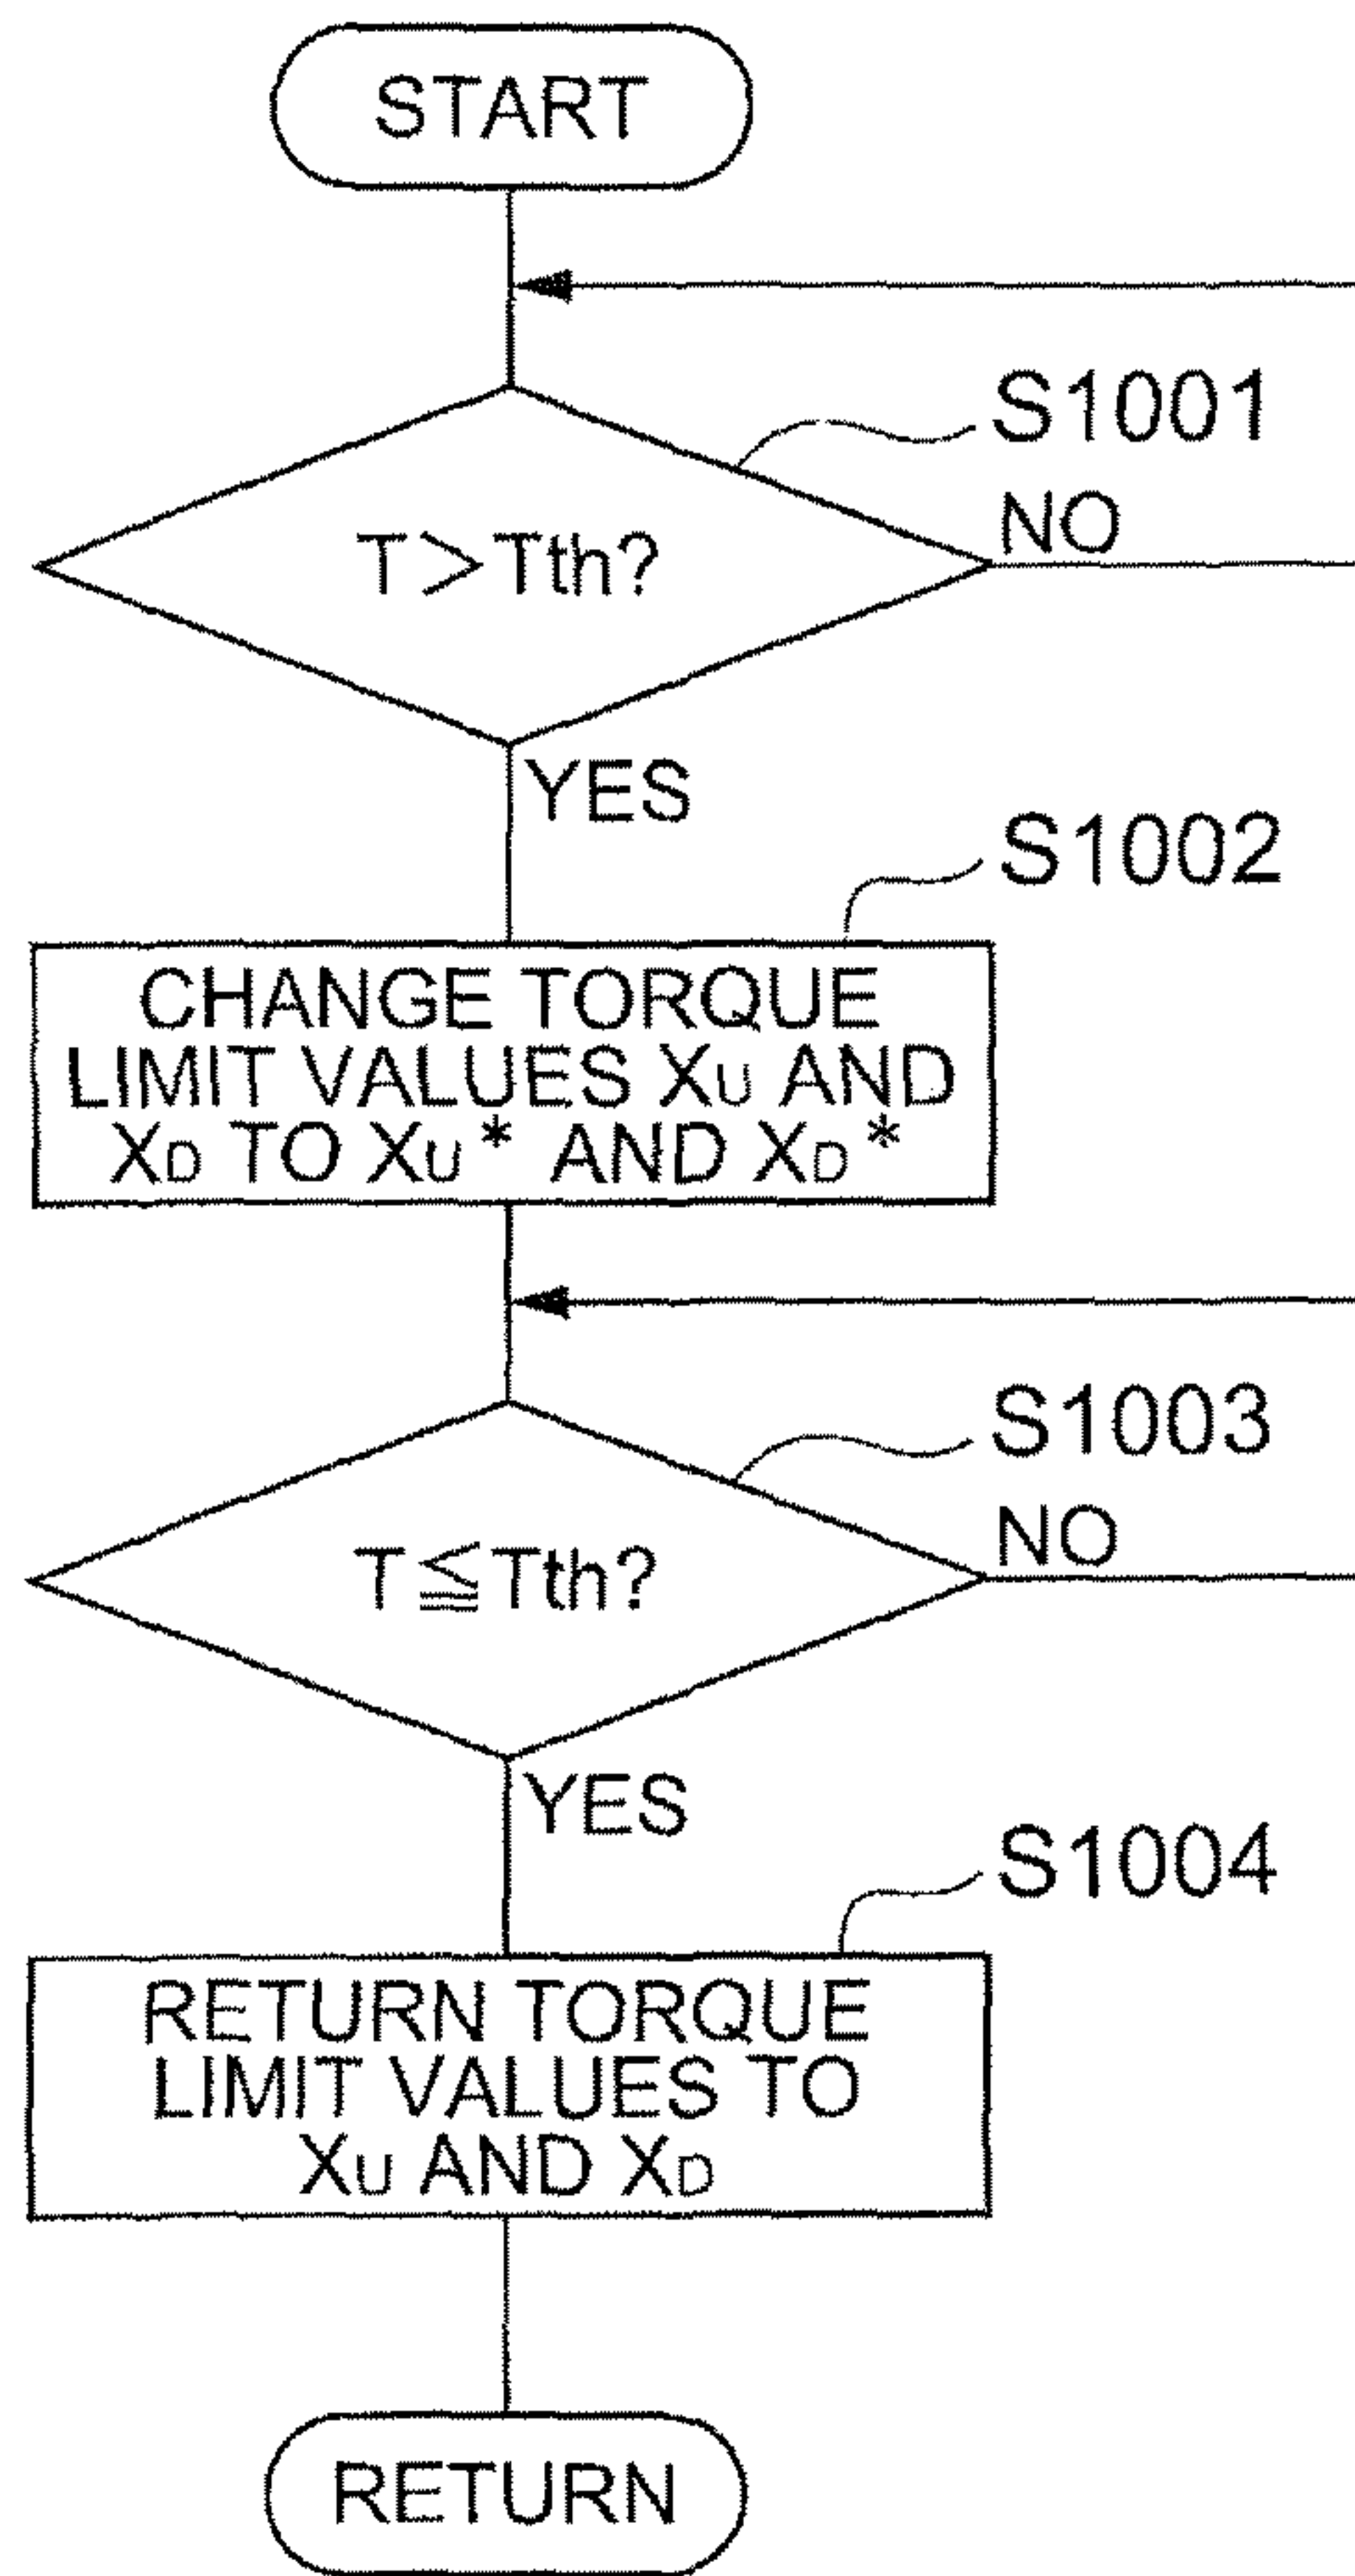 START
S1001
T>Tth?
NO
YES
S1002
CHANGE TORQUE
LIMIT VALUES XU AND
XD TO XU* AND XD*
S1003
T≦Tth?
NO
YES
S1004
RETURN TORQUE
LIMIT VALUES TO
XU AND XD
RETURN